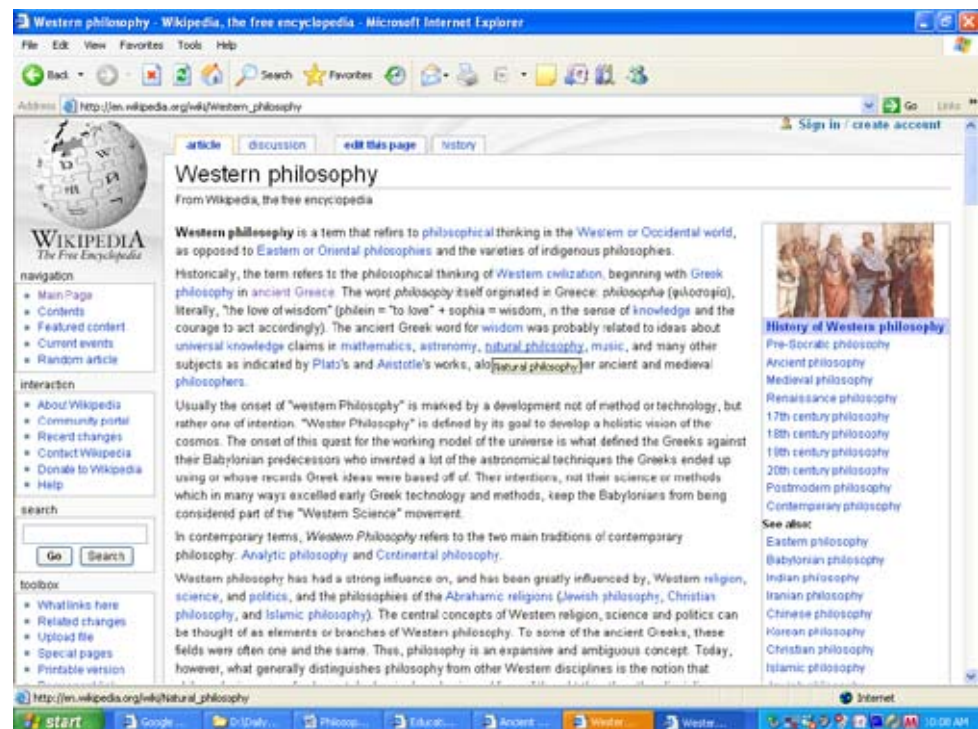 Western philosophy - Wikipedia, the free encyclopedia - Microsoft Internet Explorer
File Edit View Favorites Tools Help
Back Search Favorites
Address http://en.wikipedia.org/wiki/Western_philosophy Go Links
Sign in / create account
article discussion edit this page history
WIKIPEDIA
The Free Encyclopedia
navigation
Main Page
Contents
Featured content
Current events
Random article
interaction
About Wikipedia
Community portal
Recent changes
Contact Wikipedia
Donate to Wikipedia
Help
search
Go Search
toolbox
What links here
Related changes
Upload file
Special pages
Printable version
Western philosophy
From Wikipedia, the free encyclopedia
Western philosophy is a term that refers to philosophical thinking in the Western or Occidental world,
as opposed to Eastern or Oriental philosophies and the varieties of indigenous philosophies.
Historically, the term refers to the philosophical thinking of Western civilization, beginning with Greek
philosophy in ancient Greece. The word philosophy itself originated in Greece: philosophia (φιλοσοφία),
literally, "the love of wisdom" (philein = "to love" + sophia = wisdom, in the sense of knowledge and the
courage to act accordingly). The ancient Greek word for wisdom was probably related to ideas about
universal knowledge claims in mathematics, astronomy, natural philosophy, music, and many other
subjects as indicated by Plato's and Aristotle's works, alo Natural philosophy er ancient and medieval
philosophers.
Usually the onset of "western Philosophy" is marked by a development not of method or technology, but
rather one of intention. "Wester Philosophy" is defined by its goal to develop a holistic vision of the
cosmos. The onset of this quest for the working model of the universe is what defined the Greeks against
their Babylonian predecessors who invented a lot of the astronomical techniques the Greeks ended up
using or whose records Greek ideas were based off of. Their intentions, not their science or methods
which in many ways excelled early Greek technology and methods, keep the Babylonians from being
considered part of the "Western Science" movement.
In contemporary terms, Western Philosophy refers to the two main traditions of contemporary
philosophy: Analytic philosophy and Continental philosophy.
Western philosophy has had a strong influence on, and has been greatly influenced by, Western religion,
science, and politics, and the philosophies of the Abrahamic religions (Jewish philosophy, Christian
philosophy, and Islamic philosophy). The central concepts of Western religion, science and politics can
be thought of as elements or branches of Western philosophy. To some of the ancient Greeks, these
fields were often one and the same. Thus, philosophy is an expansive and ambiguous concept. Today,
however, what generally distinguishes philosophy from other Western disciplines is the notion that
History of Western philosophy
Pre-Socratic philosophy
Ancient philosophy
Medieval philosophy
Renaissance philosophy
17th century philosophy
18th century philosophy
19th century philosophy
20th century philosophy
Postmodern philosophy
Contemporary philosophy
See also:
Eastern philosophy
Babylonian philosophy
Indian philosophy
Iranian philosophy
Chinese philosophy
Korean philosophy
Christian philosophy
Islamic philosophy
http://en.wikipedia.org/wiki/Natural_philosophy Internet
start Google ... D:\Daily... Philosop... Educati... Ancient ... Wester... Wester... 10:08 AM